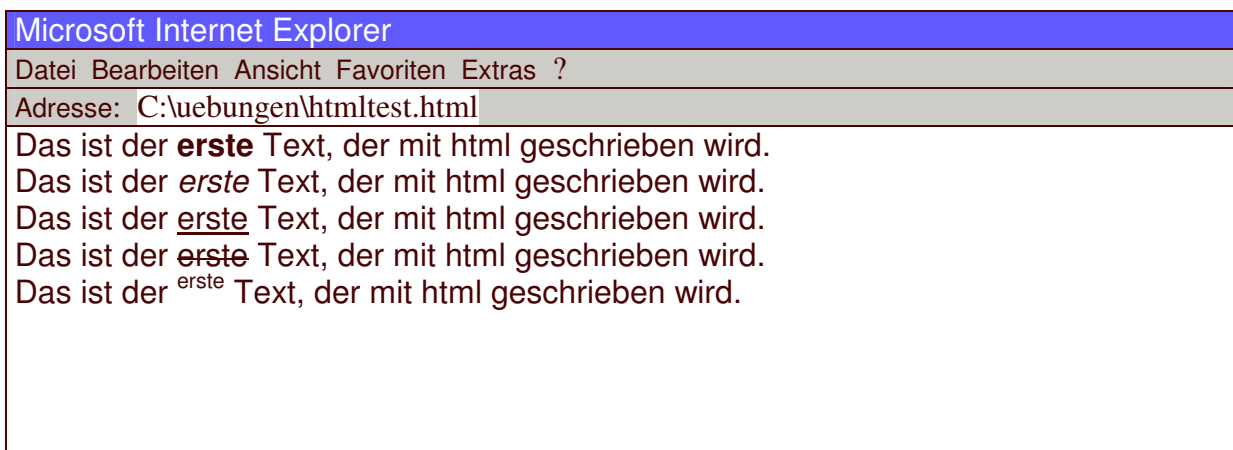 Microsoft Internet Explorer
Datei Bearbeiten Ansicht Favoriten Extras ?
Adresse: C:\uebungen\htmltest.html
Das ist der erste Text, der mit html geschrieben wird.
Das ist der erste Text, der mit html geschrieben wird.
Das ist der erste Text, der mit html geschrieben wird.
Das ist der erste Text, der mit html geschrieben wird.
Das ist der erste Text, der mit html geschrieben wird.